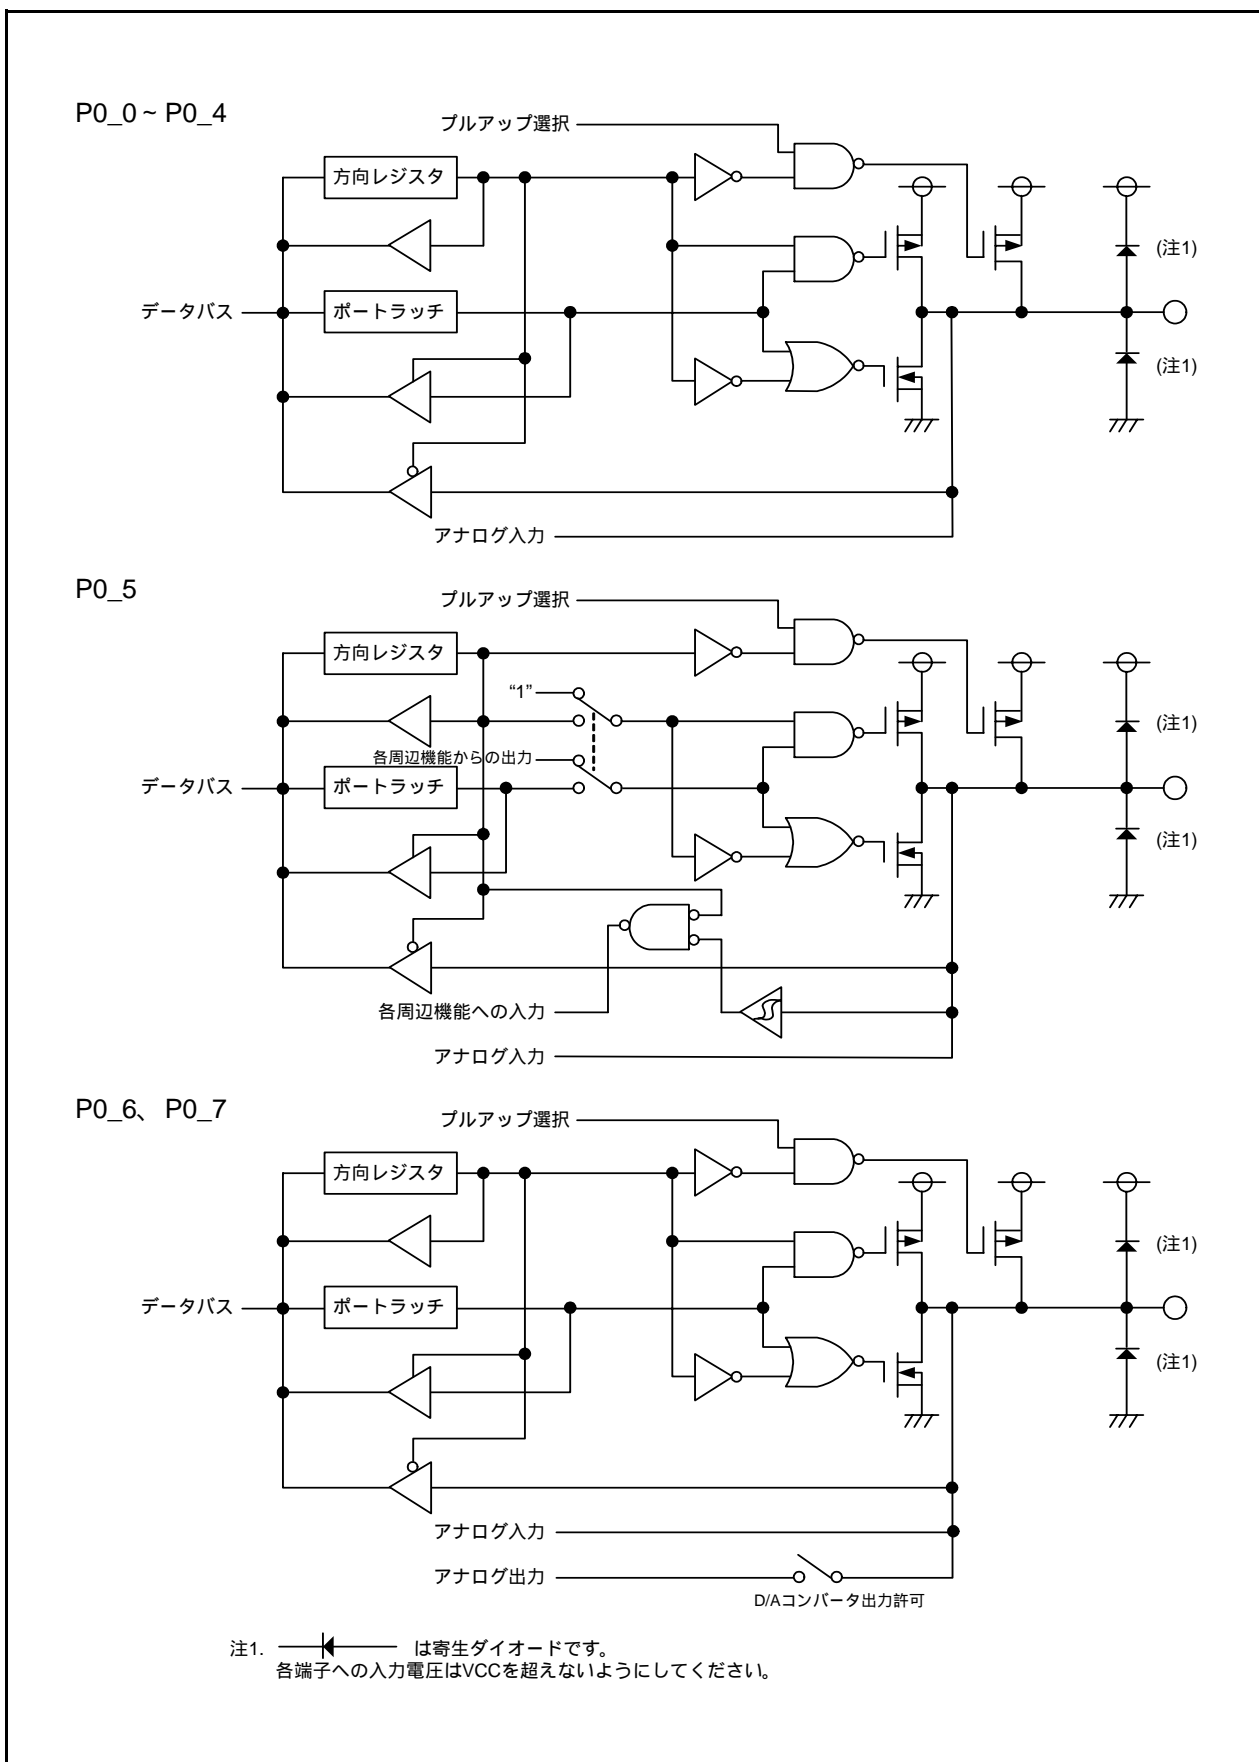 P0_0 ~ P0_4
プルアップ選択
方向レジスタ
(注1)
データバス
ポートラッチ
(注1)
アナログ入力
P0_5
プルアップ選択
方向レジスタ
“1”
(注1)
各周辺機能からの出力
データバス
ポートラッチ
(注1)
各周辺機能への入力
アナログ入力
P0_6、P0_7
プルアップ選択
方向レジスタ
(注1)
データバス
ポートラッチ
(注1)
アナログ入力
アナログ出力
D/Aコンバータ出力許可
注1. は寄生ダイオードです。
各端子への入力電圧はVCCを超えないようにしてください。